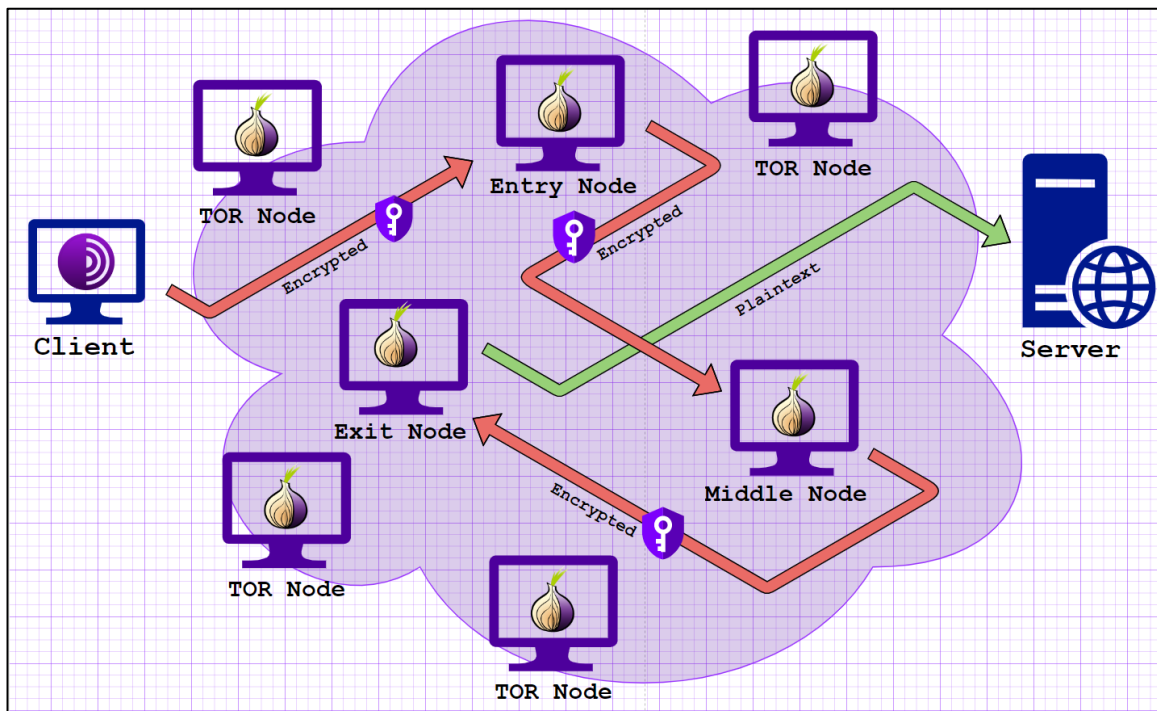 TOR Node
Entry Node
TOR Node
Encrypted
Encrypted
Plaintext
Client
Server
Exit Node
Middle Node
Encrypted
TOR Node
TOR Node